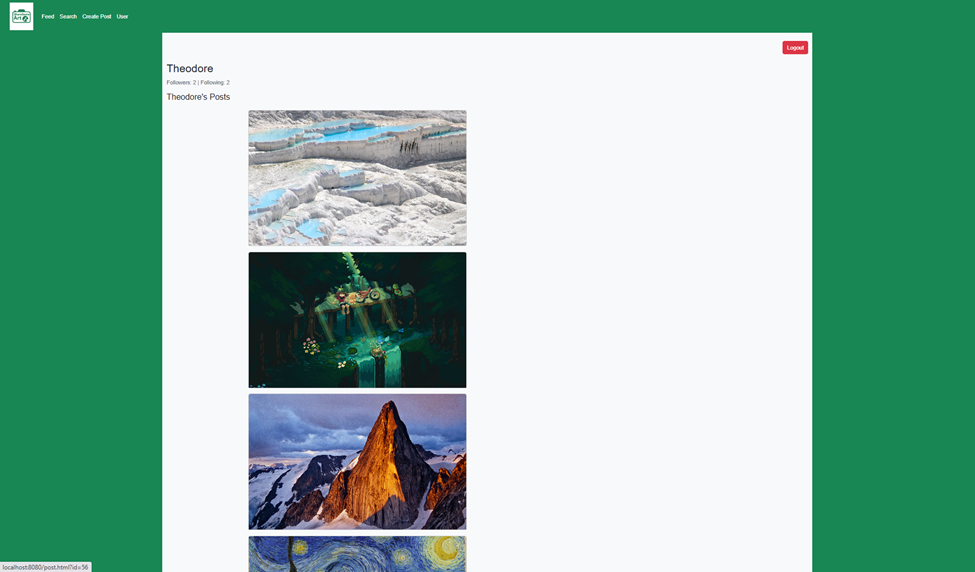 Art
Feed Search Create Post User
Logout
Theodore
Followers: 2 | Following: 2
Theodore's Posts
localhost:8080/post.html?id=56